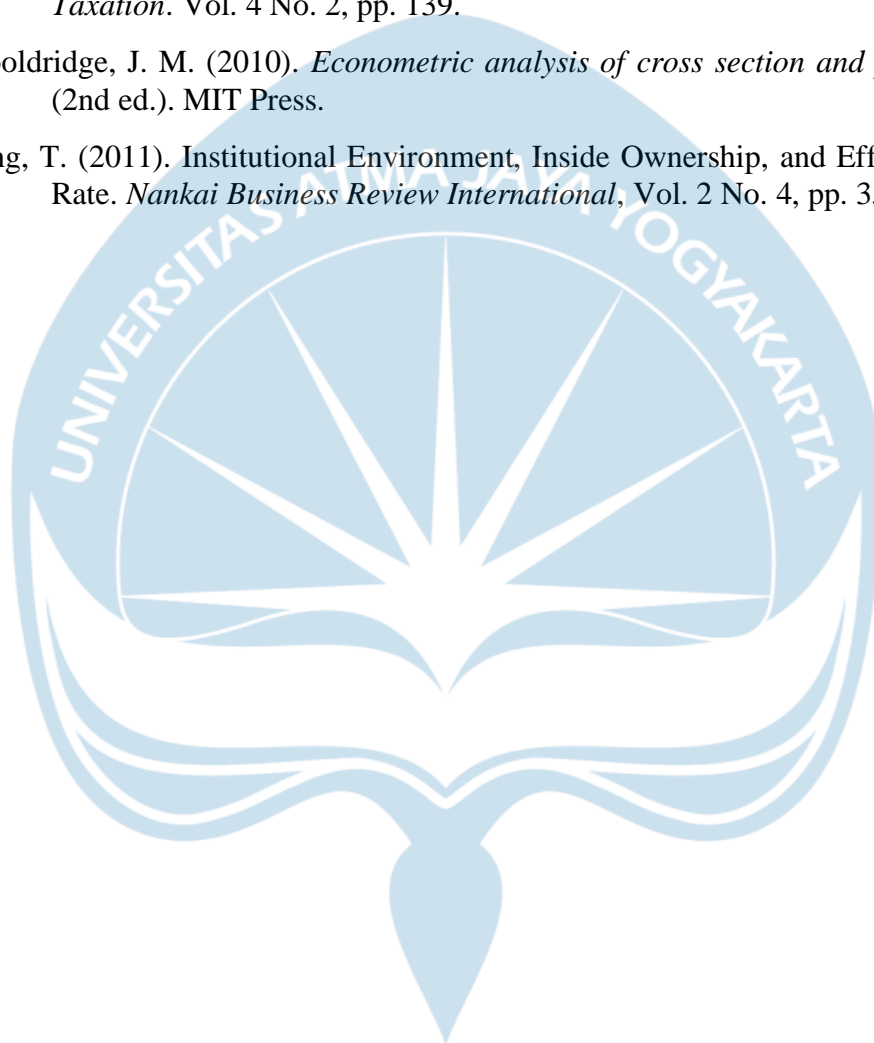 Taxation. Vol. 4 No. 2, pp. 139.
oldridge, J. M. (2010). Econometric analysis of cross section and
(2nd ed.). MIT Press.
ng, T. (2011). Institutional Environment, Inside Ownership, and Eff
Rate. Nankai Business Review International, Vol. 2 No. 4, pp. 3
UNIVERSITAS ATMA JAYA YOGYAKARTA